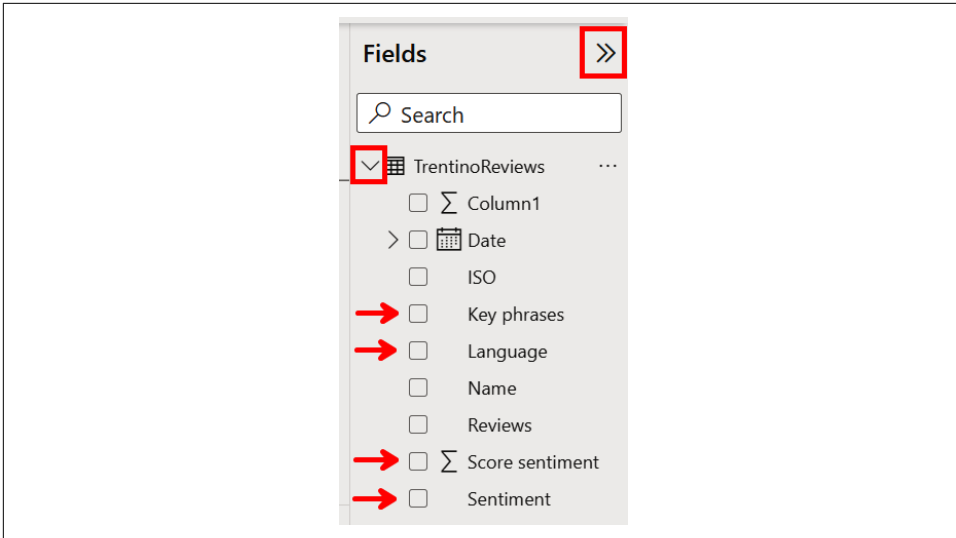 Fields
Search
TrentinoReviews ...
Column1
Date
ISO
Key phrases
Language
Name
Reviews
Score sentiment
Sentiment